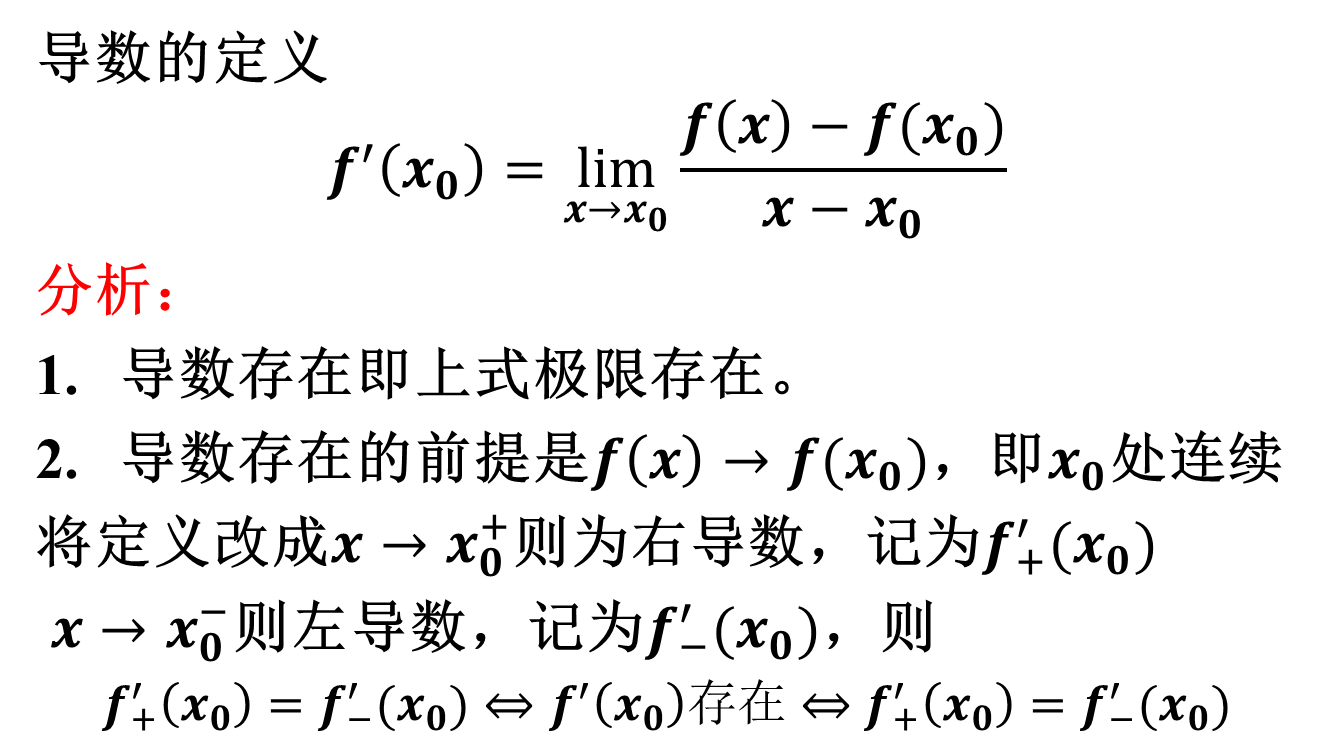 导数的定义
f′(x₀) = lim_{x→x₀} \frac{f(x) − f(x₀)}{x − x₀}
分析：
1. 导数存在即上式极限存在。
2. 导数存在的前提是f(x) → f(x₀)，即x₀处连续
将定义改成x → x₀⁺则为右导数，记为f′₊(x₀)
x → x₀⁻则左导数，记为f′₋(x₀)，则
f′₊(x₀) = f′₋(x₀) ⇔ f′(x₀)存在 ⇔ f′₊(x₀) = f′₋(x₀)